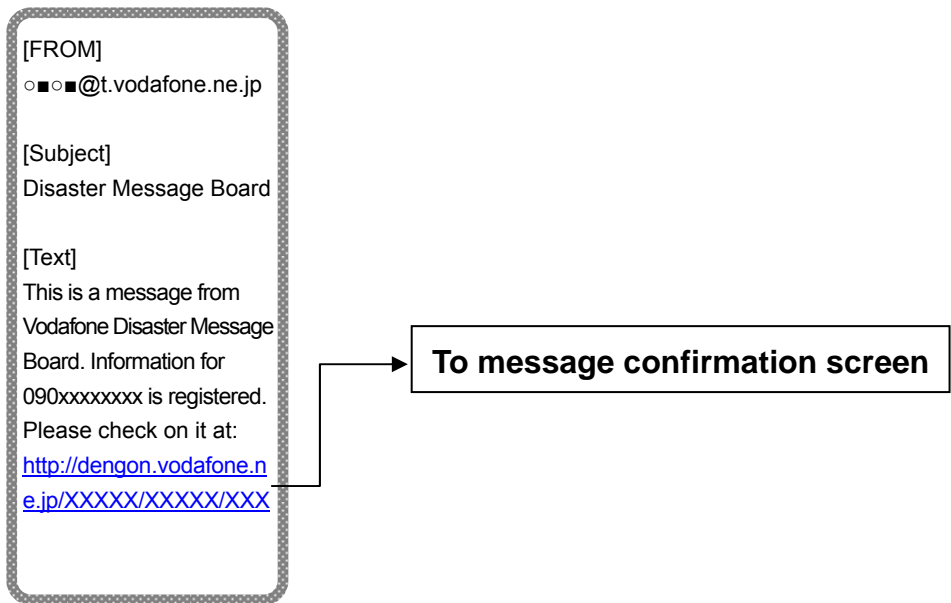 [FROM]
○■○■@t.vodafone.ne.jp
[Subject]
Disaster Message Board
[Text]
This is a message from
Vodafone Disaster Message
Board. Information for
090xxxxxxxx is registered.
Please check on it at:
http://dengon.vodafone.n
e.jp/XXXXX/XXXXX/XXX
To message confirmation screen